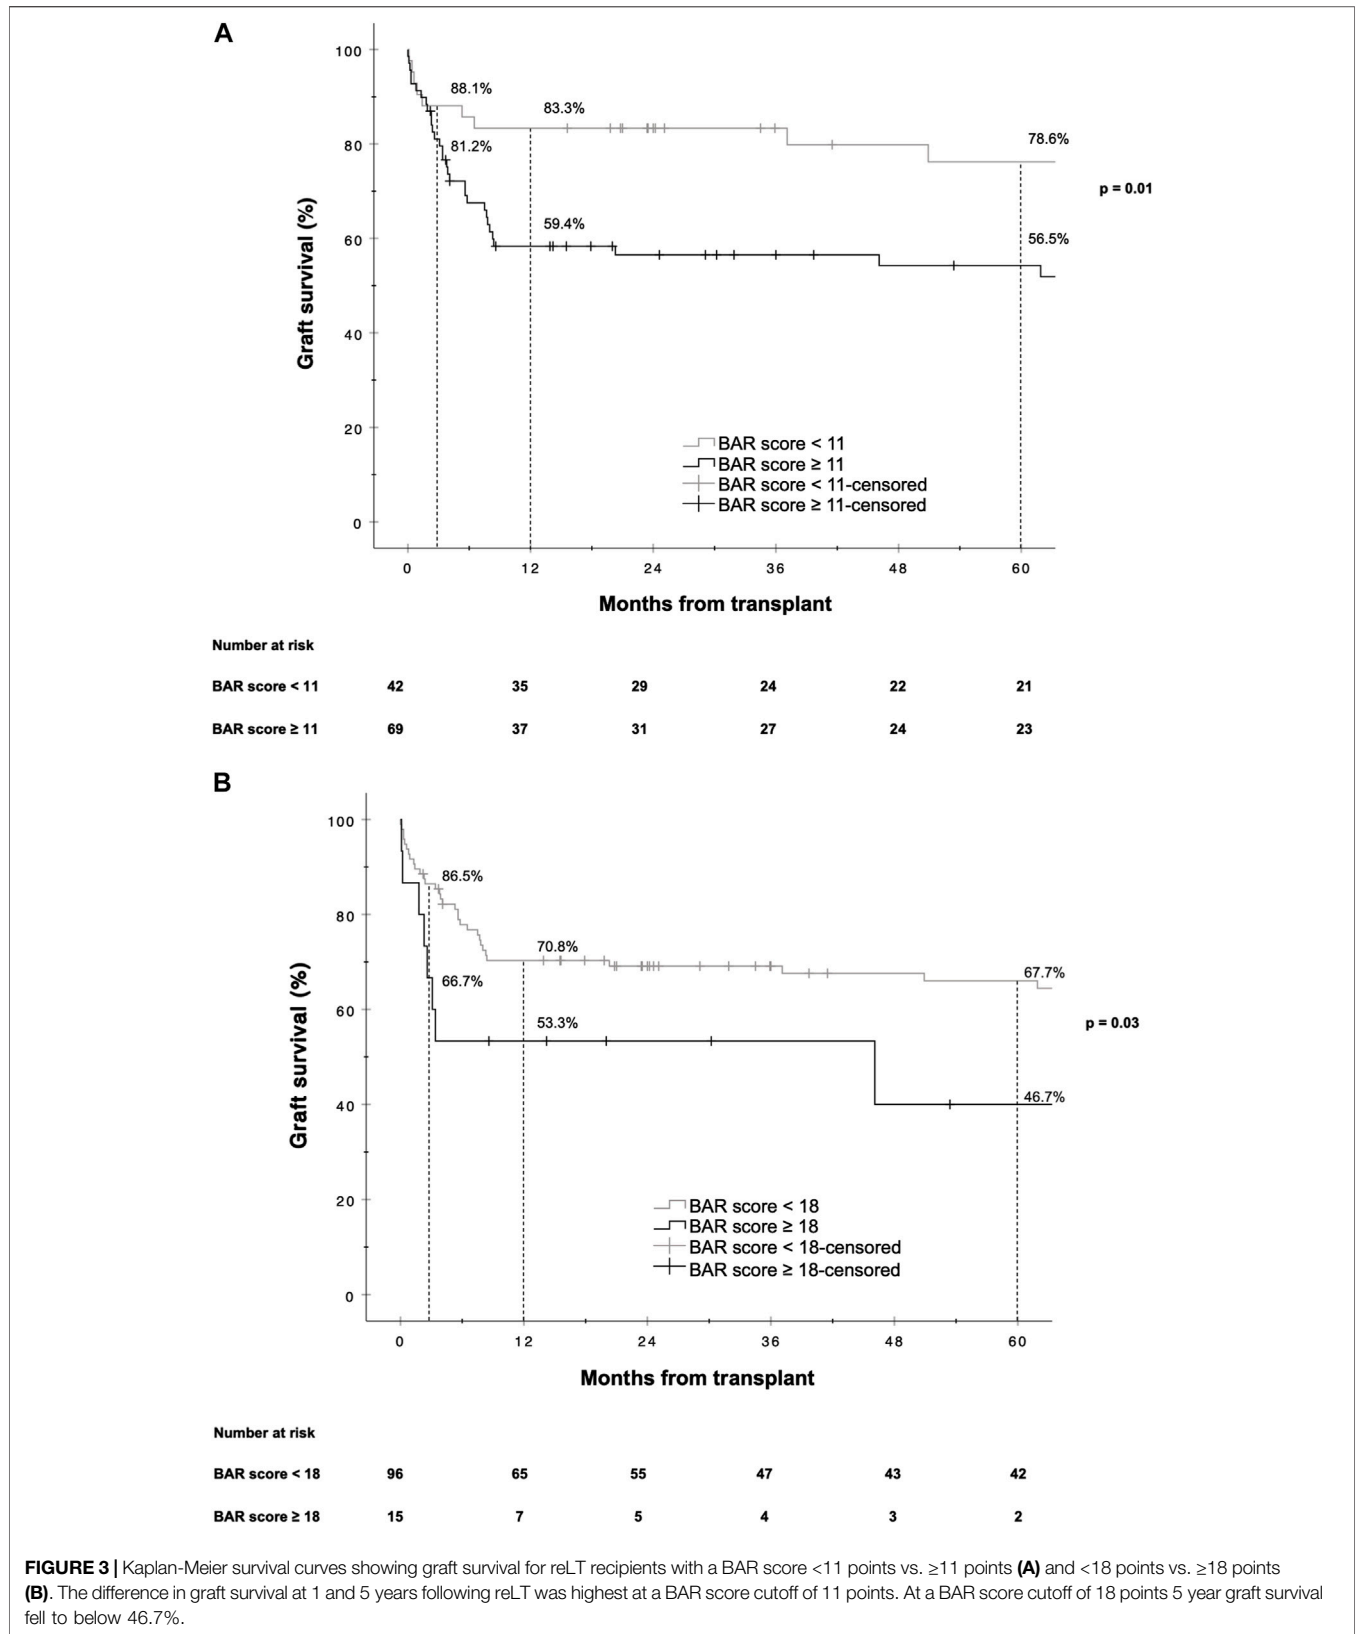 A
Graft survival (%)
100
80
60
40
20
0
88.1%
83.3%
81.2%
78.6%
59.4%
56.5%
p = 0.01
BAR score < 11
BAR score ≥ 11
BAR score < 11-censored
BAR score ≥ 11-censored
0 12 24 36 48 60
Months from transplant
Number at risk
BAR score < 11 42 35 29 24 22 21
BAR score ≥ 11 69 37 31 27 24 23
B
Graft survival (%)
100
80
60
40
20
0
86.5%
70.8%
66.7%
67.7%
53.3%
46.7%
p = 0.03
BAR score < 18
BAR score ≥ 18
BAR score < 18-censored
BAR score ≥ 18-censored
0 12 24 36 48 60
Months from transplant
Number at risk
BAR score < 18 96 65 55 47 43 42
BAR score ≥ 18 15 7 5 4 3 2
FIGURE 3 | Kaplan-Meier survival curves showing graft survival for reLT recipients with a BAR score <11 points vs. ≥11 points (A) and <18 points vs. ≥18 points
(B). The difference in graft survival at 1 and 5 years following reLT was highest at a BAR score cutoff of 11 points. At a BAR score cutoff of 18 points 5 year graft survival
fell to below 46.7%.